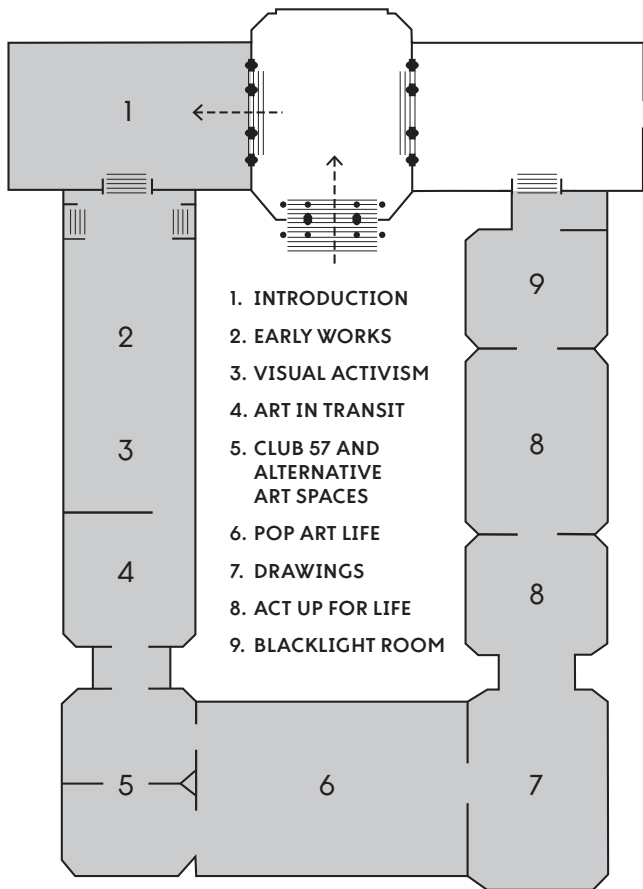 1
2
3
4
5
6
7
8
8
9
1. INTRODUCTION
2. EARLY WORKS
3. VISUAL ACTIVISM
4. ART IN TRANSIT
5. CLUB 57 AND
ALTERNATIVE
ART SPACES
6. POP ART LIFE
7. DRAWINGS
8. ACT UP FOR LIFE
9. BLACKLIGHT ROOM